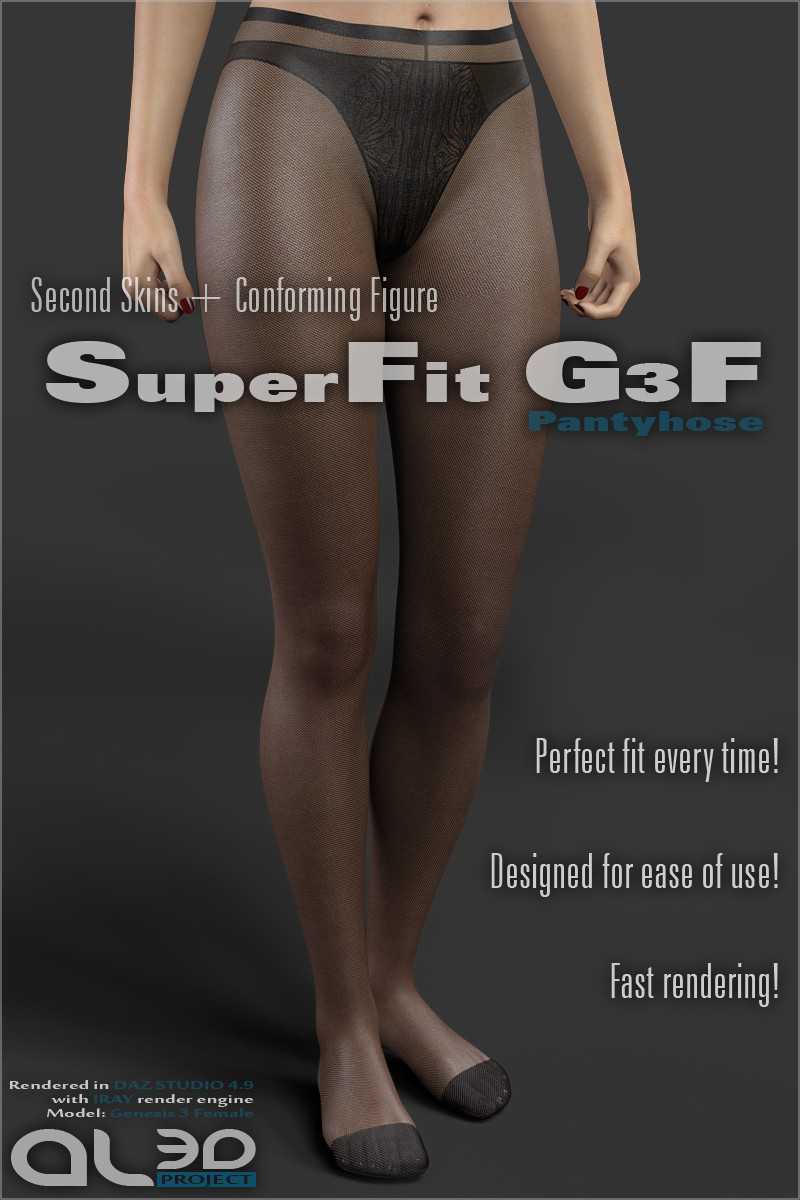 Second Skins + Conforming Figure
SuperFit G3F
Pantyhose
Perfect fit every time!
Designed for ease of use!
Fast rendering!
Rendered in DAZ STUDIO 4.9
with IRAY render engine
Model: Genesis 3 Female
AL3D
PROJECT